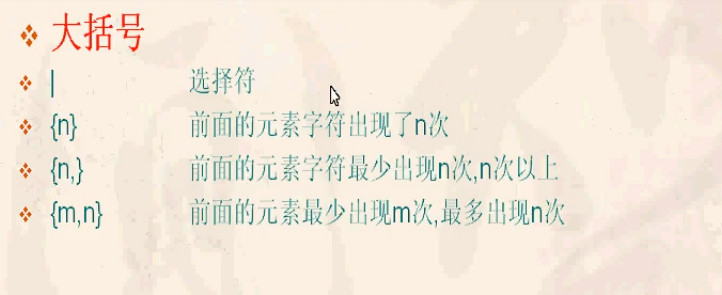 大括号
| 选择符
{n} 前面的元素字符出现了n次
{n,} 前面的元素字符最少出现n次,n次以上
{m,n} 前面的元素最少出现m次,最多出现n次